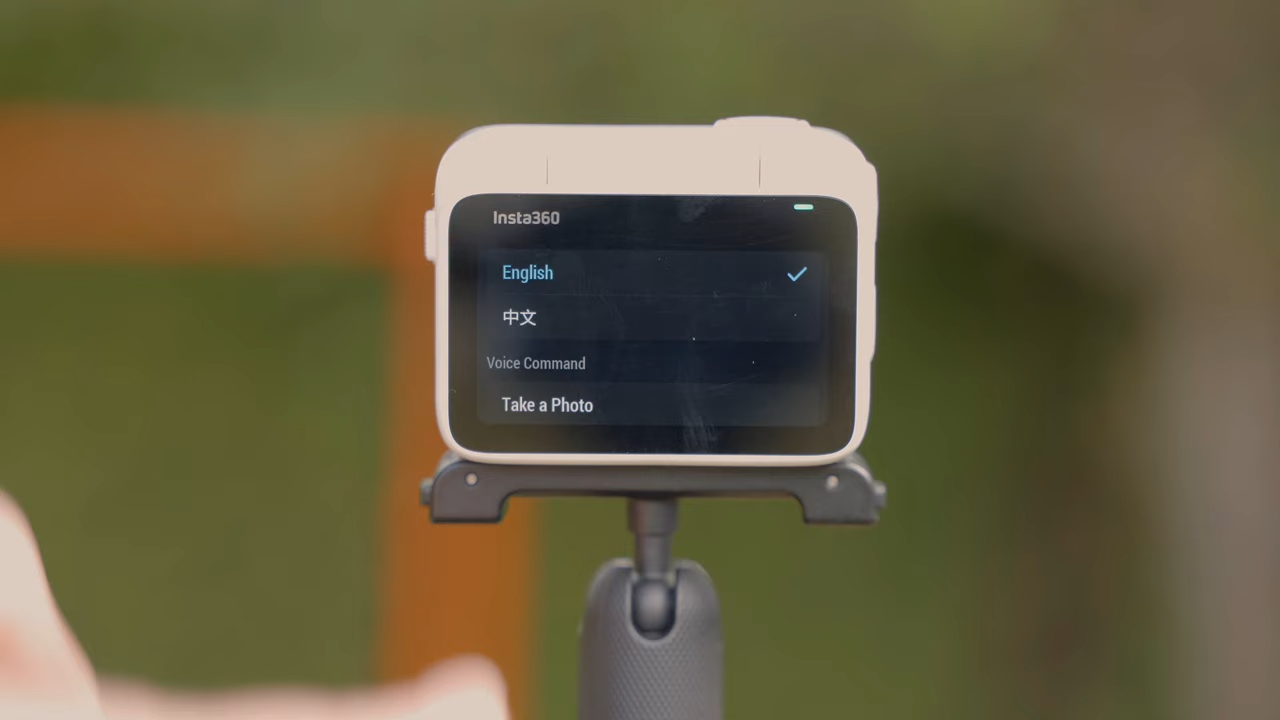 Insta360
English
中文
Voice Command
Take a Photo